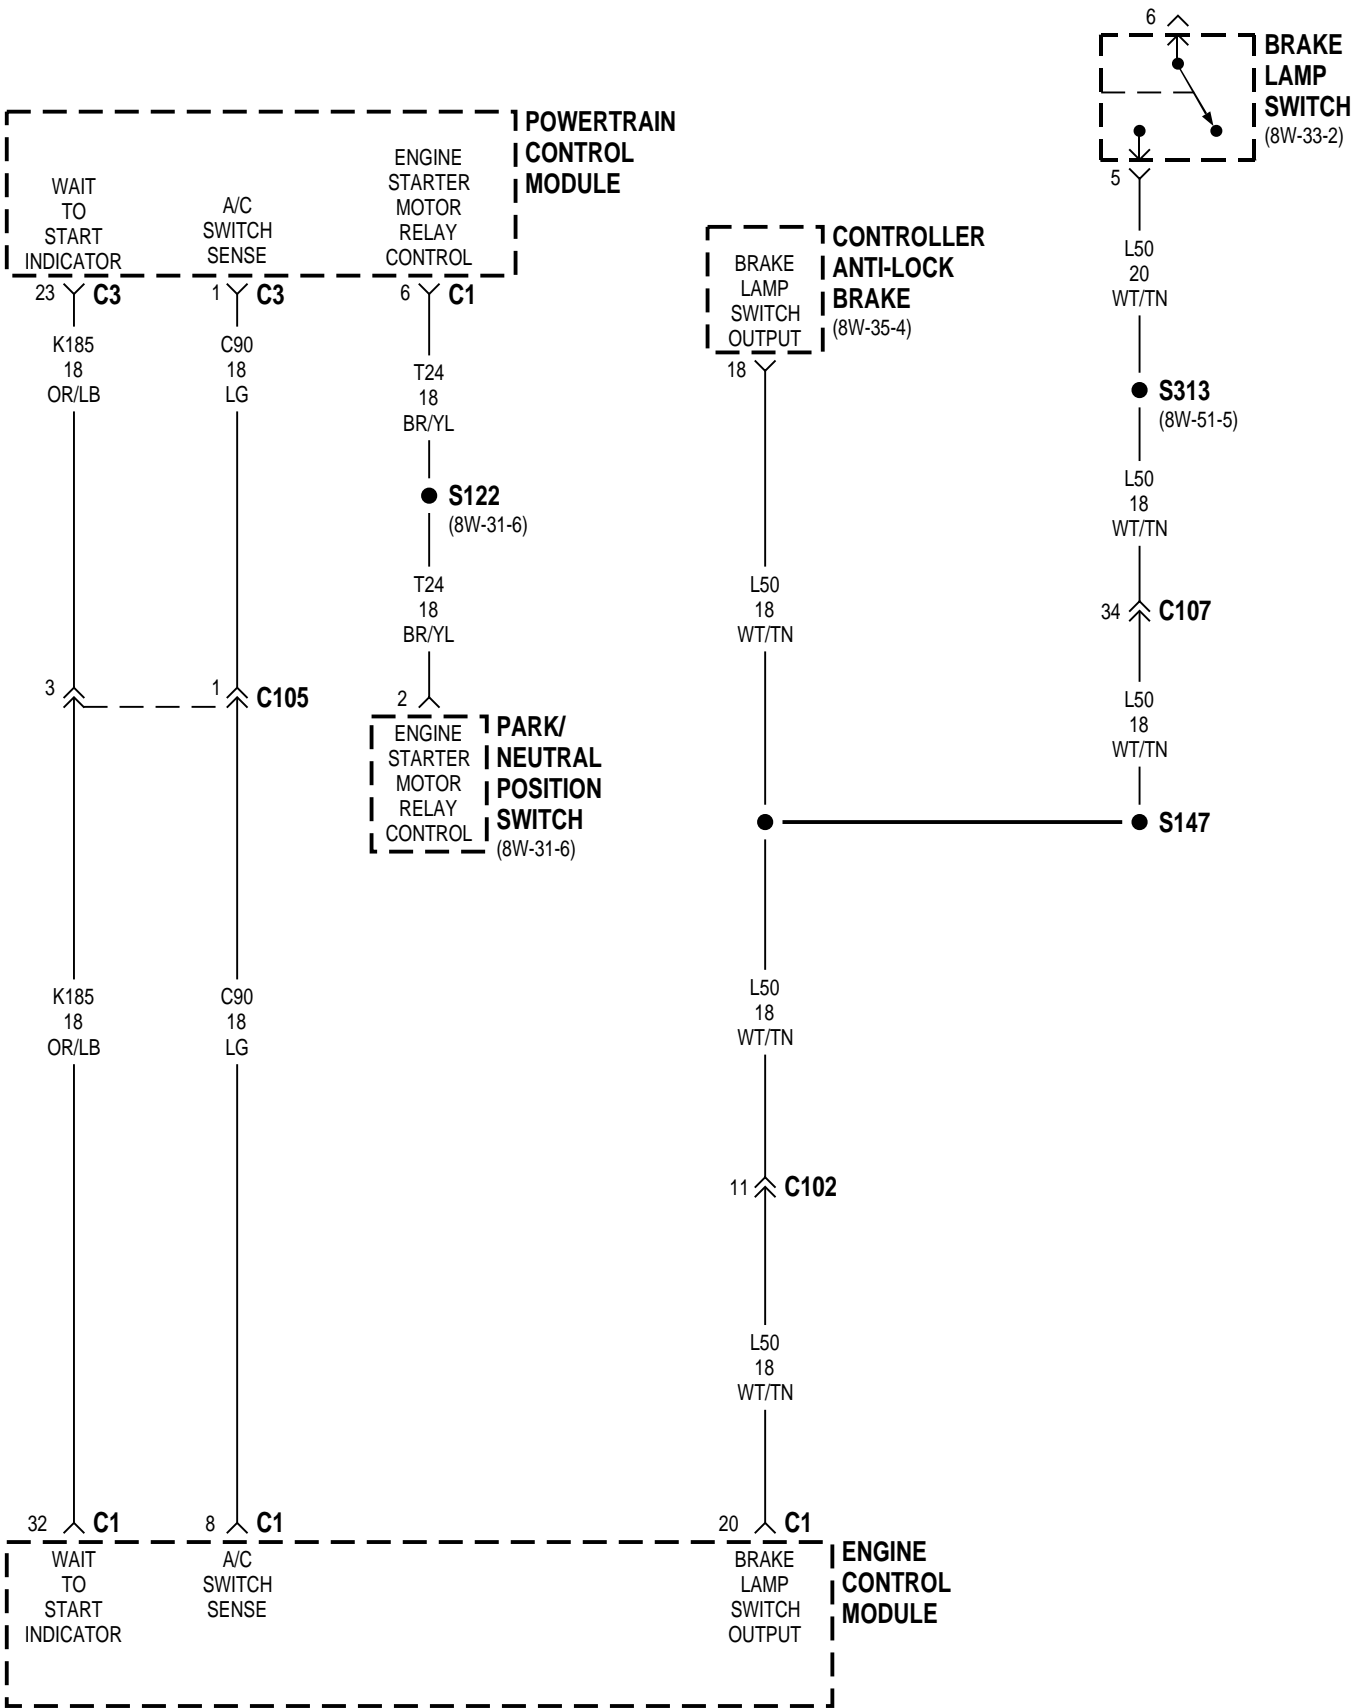 6
BRAKE
LAMP
SWITCH
(8W-33-2)
5
L50
20
WT/TN
S313
(8W-51-5)
L50
18
WT/TN
34
C107
L50
18
WT/TN
S147
POWERTRAIN
CONTROL
MODULE
WAIT
TO
START
INDICATOR
A/C
SWITCH
SENSE
ENGINE
STARTER
MOTOR
RELAY
CONTROL
23 C3
1 C3
6 C1
K185
18
OR/LB
C90
18
LG
T24
18
BR/YL
S122
(8W-31-6)
T24
18
BR/YL
3
1
C105
2
ENGINE
STARTER
MOTOR
RELAY
CONTROL
PARK/
NEUTRAL
POSITION
SWITCH
(8W-31-6)
K185
18
OR/LB
C90
18
LG
BRAKE
LAMP
SWITCH
OUTPUT
CONTROLLER
ANTI-LOCK
BRAKE
(8W-35-4)
18
L50
18
WT/TN
L50
18
WT/TN
11
C102
L50
18
WT/TN
32 C1
8 C1
20 C1
WAIT
TO
START
INDICATOR
A/C
SWITCH
SENSE
BRAKE
LAMP
SWITCH
OUTPUT
ENGINE
CONTROL
MODULE